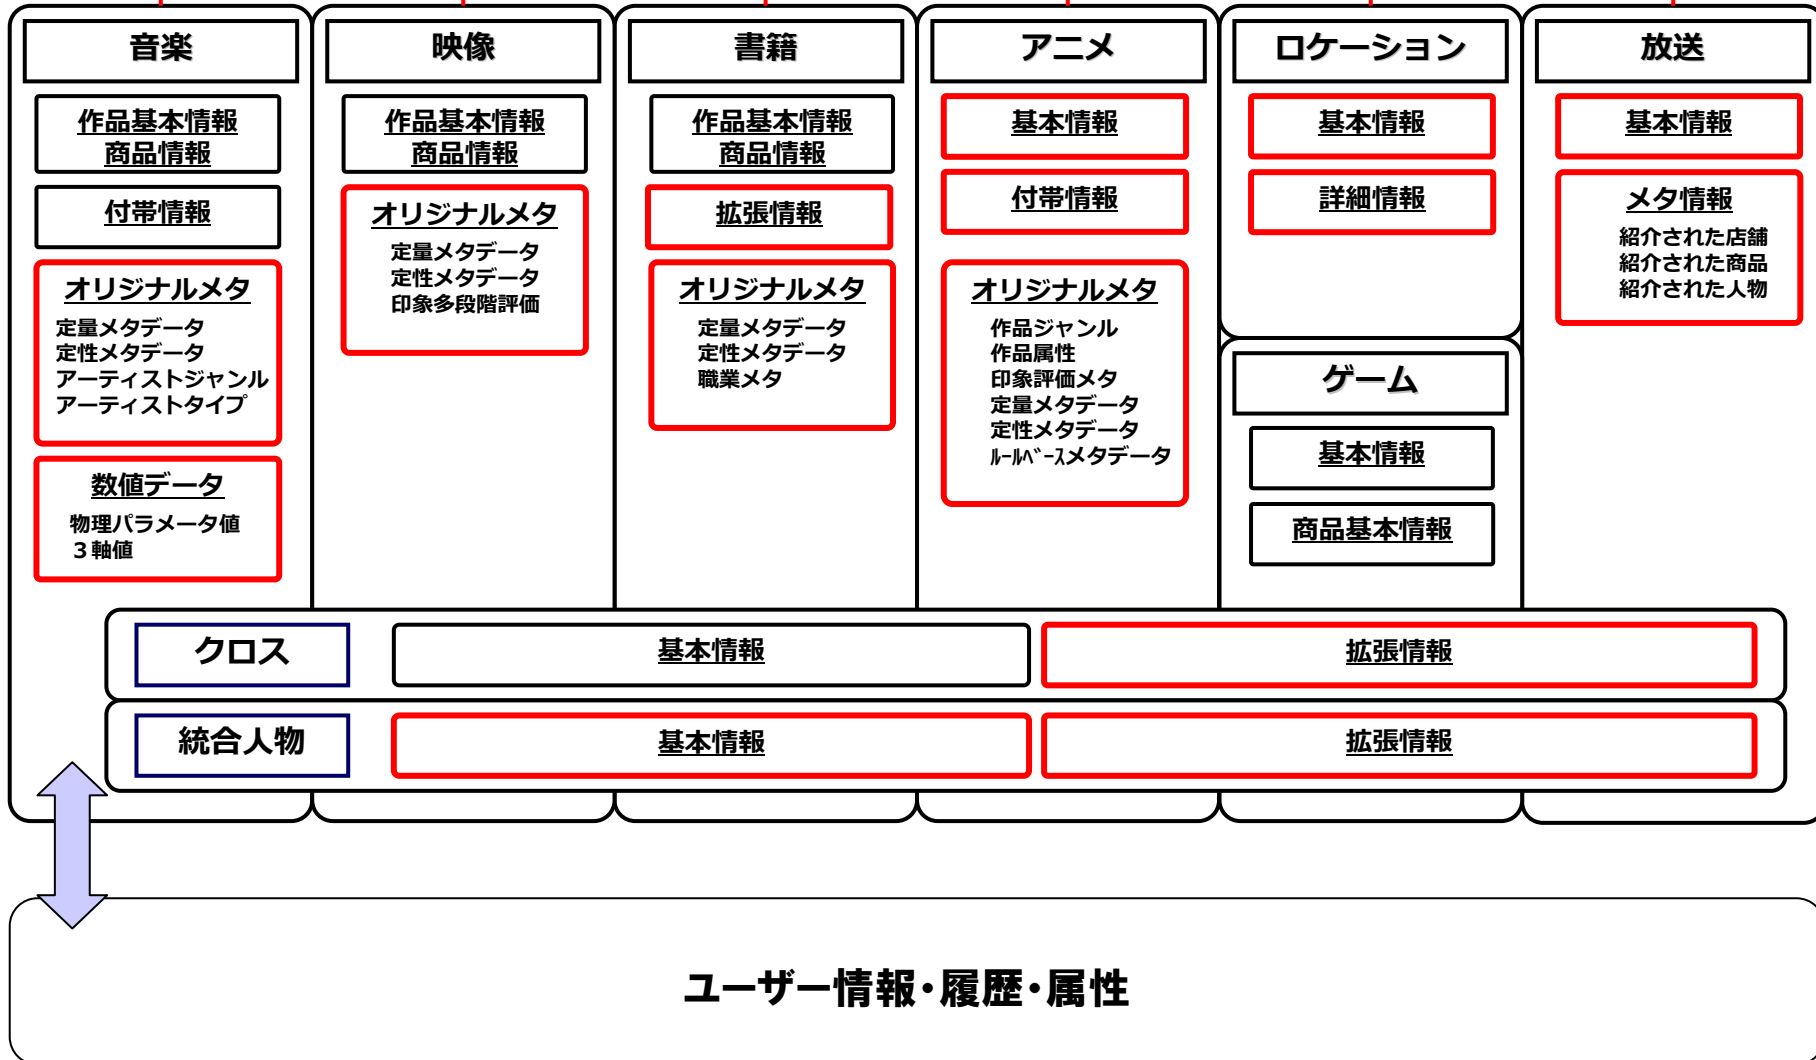 音楽
作品基本情報
商品情報
付帯情報
オリジナルメタ
定量メタデータ
定性メタデータ
アーティストジャンル
アーティストタイプ
数値データ
物理パラメータ値
３軸値
映像
作品基本情報
商品情報
オリジナルメタ
定量メタデータ
定性メタデータ
印象多段階評価
書籍
作品基本情報
商品情報
拡張情報
オリジナルメタ
定量メタデータ
定性メタデータ
職業メタ
アニメ
基本情報
付帯情報
オリジナルメタ
作品ジャンル
作品属性
印象評価メタ
定量メタデータ
定性メタデータ
ﾙｰﾙﾍﾞｰｽメタデータ
ロケーション
基本情報
詳細情報
ゲーム
基本情報
商品基本情報
放送
基本情報
メタ情報
紹介された店舗
紹介された商品
紹介された人物
クロス
基本情報
拡張情報
統合人物
基本情報
拡張情報
ユーザー情報・履歴・属性